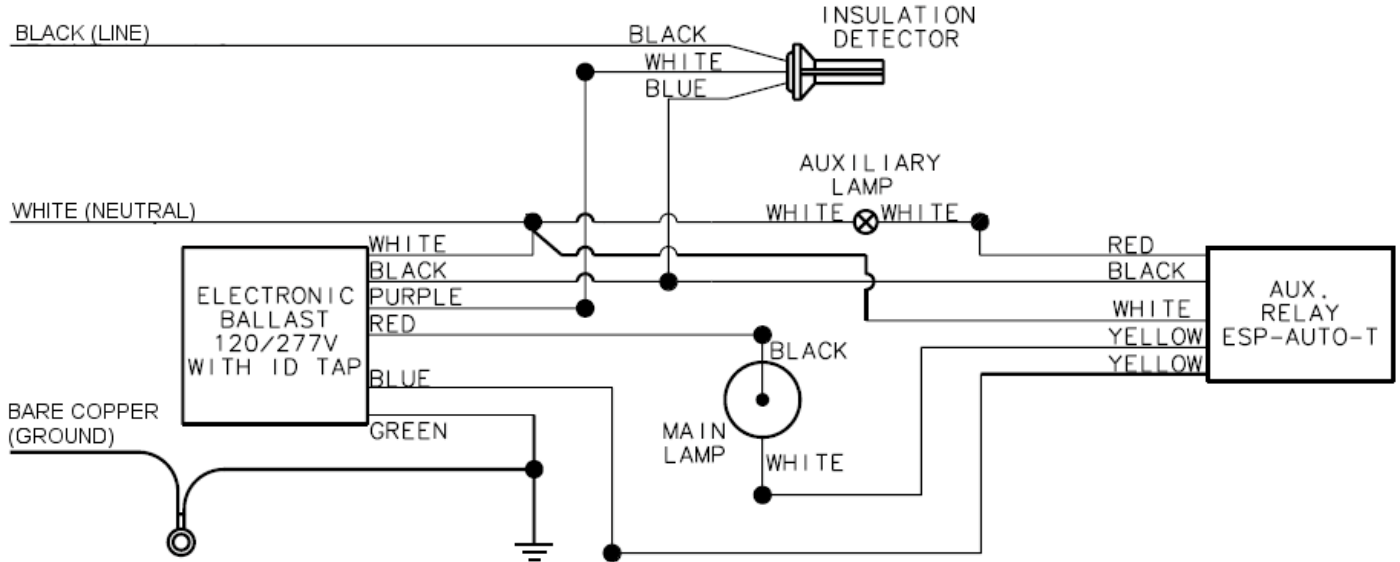 BLACK (LINE)
BLACK
WHITE
BLUE
INSULATION
DETECTOR
AUXILIARY
LAMP
WHITE (NEUTRAL)
WHITE
WHITE
WHITE
BLACK
PURPLE
RED
BLUE
GREEN
ELECTRONIC
BALLAST
120/277V
WITH ID TAP
RED
BLACK
WHITE
YELLOW
YELLOW
AUX.
RELAY
ESP-AUTO-T
BLACK
MAIN
LAMP
WHITE
BARE COPPER
(GROUND)